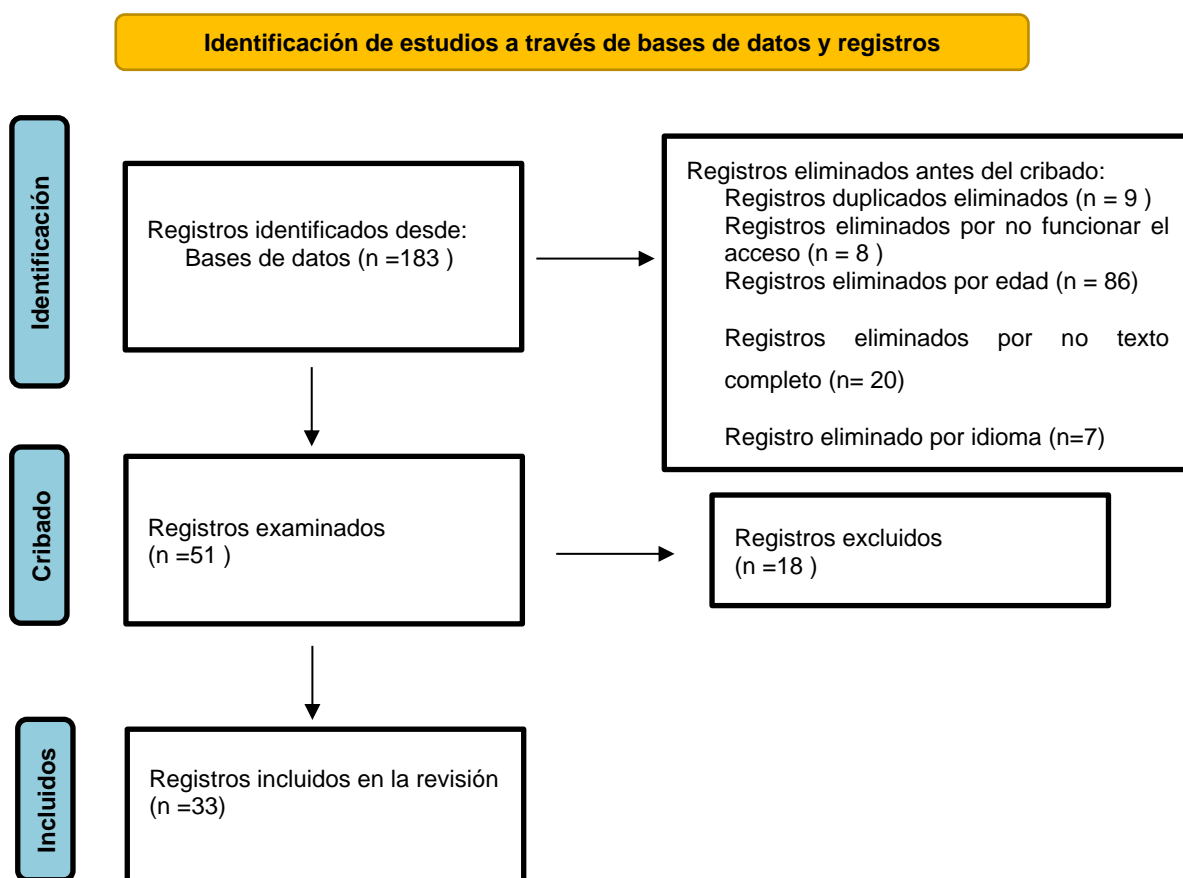 Identificación de estudios a través de bases de datos y registros
Identificación
Registros identificados desde:
Bases de datos (n =183 )
Registros eliminados antes del cribado:
Registros duplicados eliminados (n = 9 )
Registros eliminados por no funcionar el
acceso (n = 8 )
Registros eliminados por edad (n = 86)
Registros eliminados por no texto
completo (n= 20)
Registro eliminado por idioma (n=7)
Cribado
Registros examinados
(n =51 )
Registros excluidos
(n =18 )
Incluidos
Registros incluidos en la revisión
(n =33)